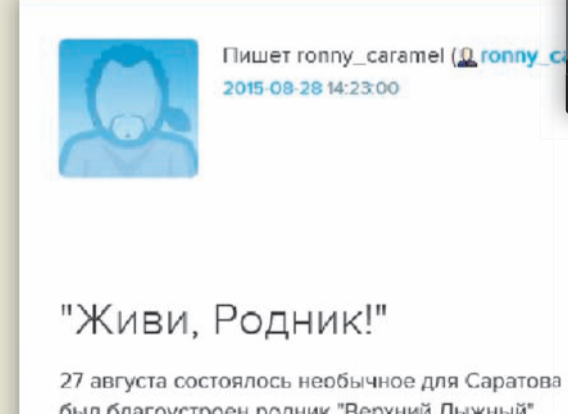 Пишет ronny_caramel (ronny_ca
2015-08-28 14:23:00
"Живи, Родник!"
27 августа состоялось необычное для Саратова
был благоустроен родник "Верхний Лыжный"